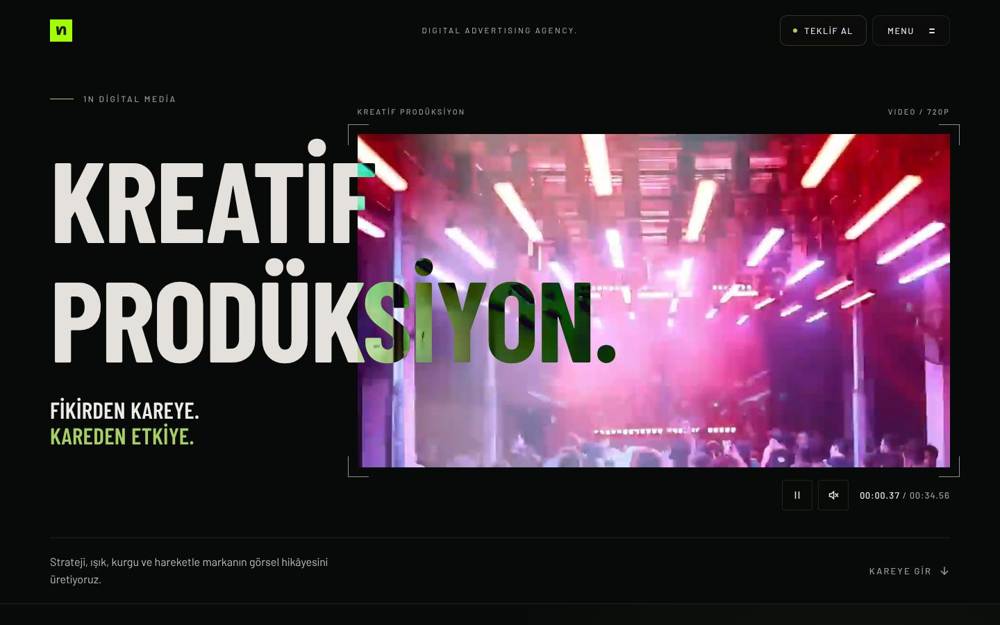 DIGITAL ADVERTISING AGENCY.
TEKLİF AL
MENU
1N DİGİTAL MEDIA
KREATİF PRODÜKSİYON
VIDEO / 720P
KREATİF
PRODÜKSİYON.
FİKİRDEN KAREYE.
KAREDEN ETKİYE.
00:00.37 / 00:34.56
Strateji, ışık, kurgu ve hareketle markanın görsel hikâyesini
üretiyoruz.
KAREYE GİR